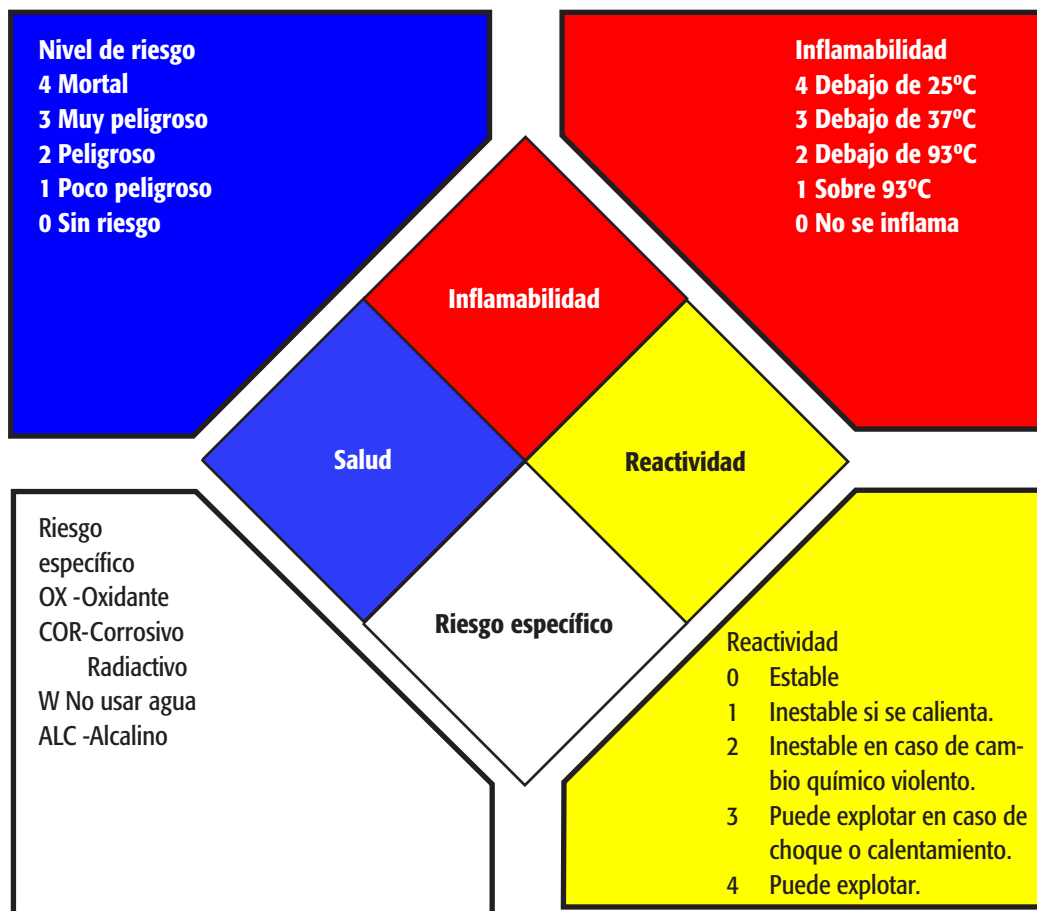 Nivel de riesgo
4 Mortal
3 Muy peligroso
2 Peligroso
1 Poco peligroso
0 Sin riesgo
Inflamabilidad
4 Debajo de 25ºC
3 Debajo de 37ºC
2 Debajo de 93ºC
1 Sobre 93ºC
0 No se inflama
Inflamabilidad
Salud
Reactividad
Riesgo específico
Riesgo
específico
OX -Oxidante
COR-Corrosivo
Radiactivo
W No usar agua
ALC -Alcalino
Reactividad
0 Estable
1 Inestable si se calienta.
2 Inestable en caso de cam-
bio químico violento.
3 Puede explotar en caso de
choque o calentamiento.
4 Puede explotar.